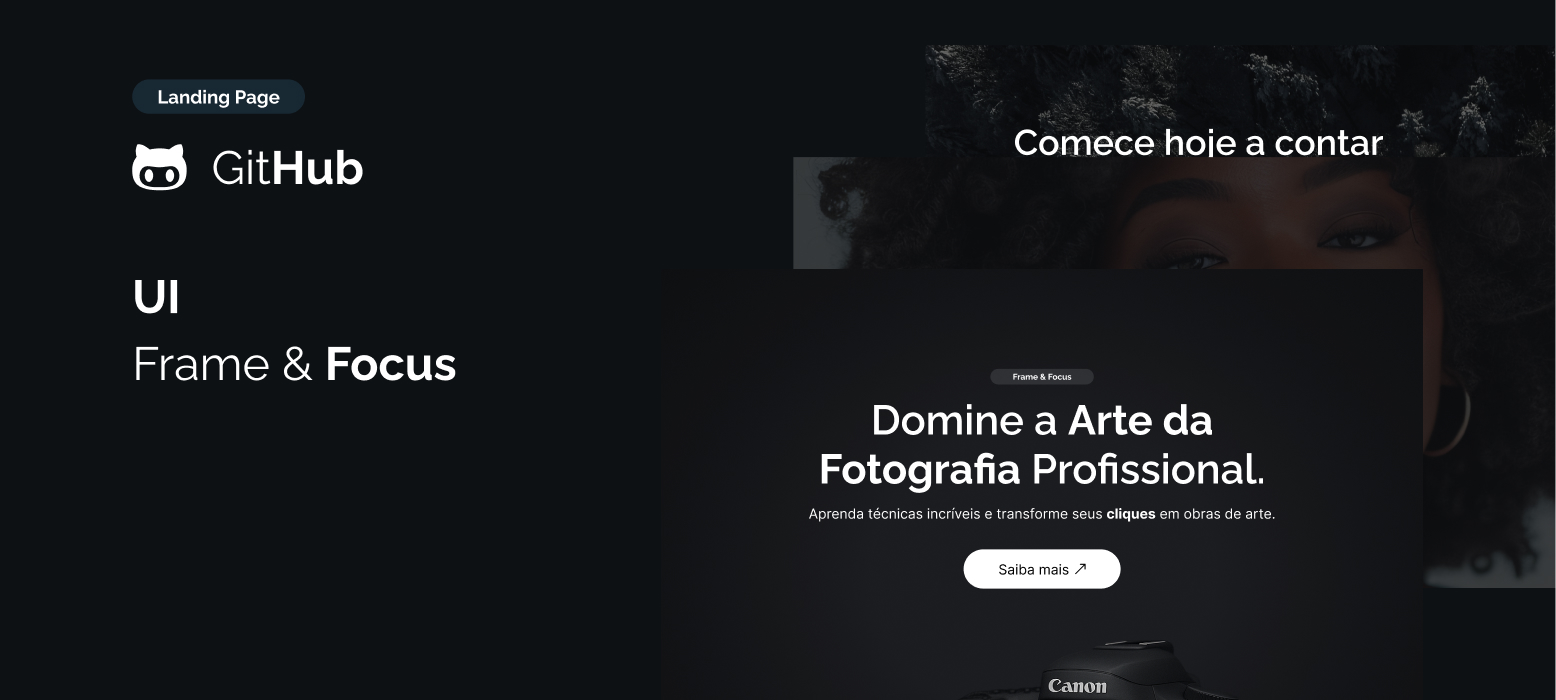 Landing Page
GitHub
UI
Frame & Focus
Comece hoje a contar
Frame & Focus
Domine a Arte da
Fotografia Profissional.
Aprenda técnicas incríveis e transforme seus cliques em obras de arte.
Saiba mais ↗
Canon